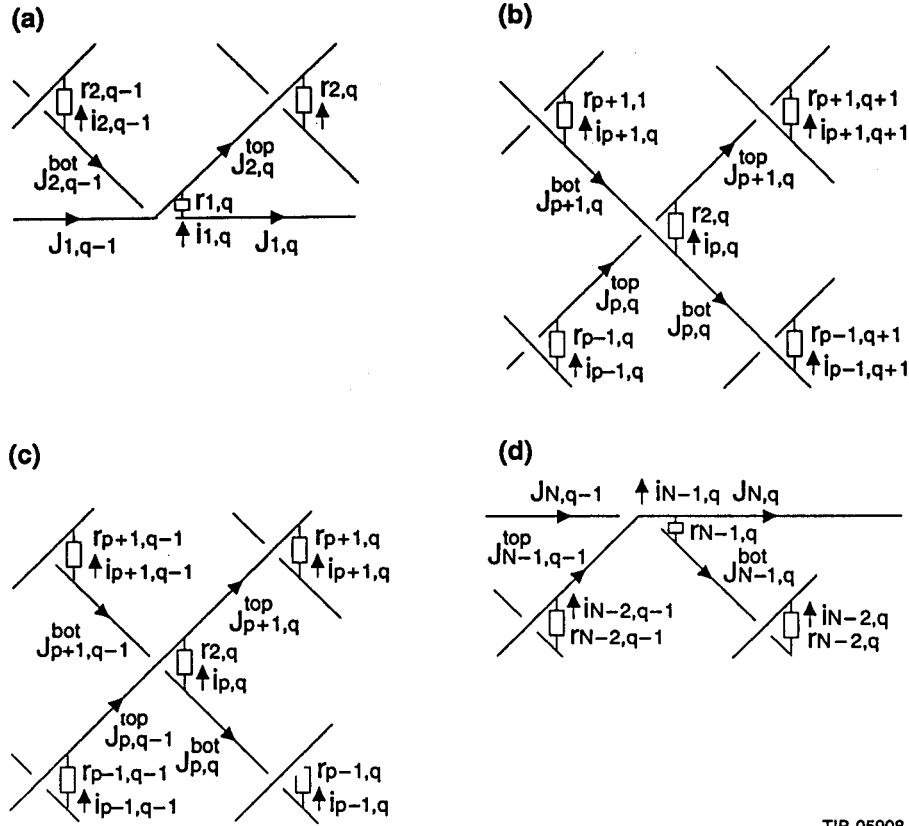 (a)
r2,q-1
i2,q-1
J2,q-1 bot
J1,q-1
r2,q
J2,q top
r1,q
i1,q
J1,q
(b)
rp+1,1
ip+1,q
Jp+1,q bot
rp+1,q+1
ip+1,q+1
Jp+1,q top
r2,q
ip,q
Jp,q top
Jp,q bot
rp-1,q
ip-1,q
rp-1,q+1
ip-1,q+1
(c)
rp+1,q-1
ip+1,q-1
Jp+1,q-1 bot
rp+1,q
ip+1,q
Jp+1,q top
r2,q
ip,q
Jp,q-1 top
Jp,q bot
rp-1,q-1
ip-1,q-1
rp-1,q
ip-1,q
(d)
JN,q-1
iN-1,q
JN,q
rN-1,q
JN-1,q-1 top
JN-1,q bot
iN-2,q-1
rN-2,q-1
iN-2,q
rN-2,q